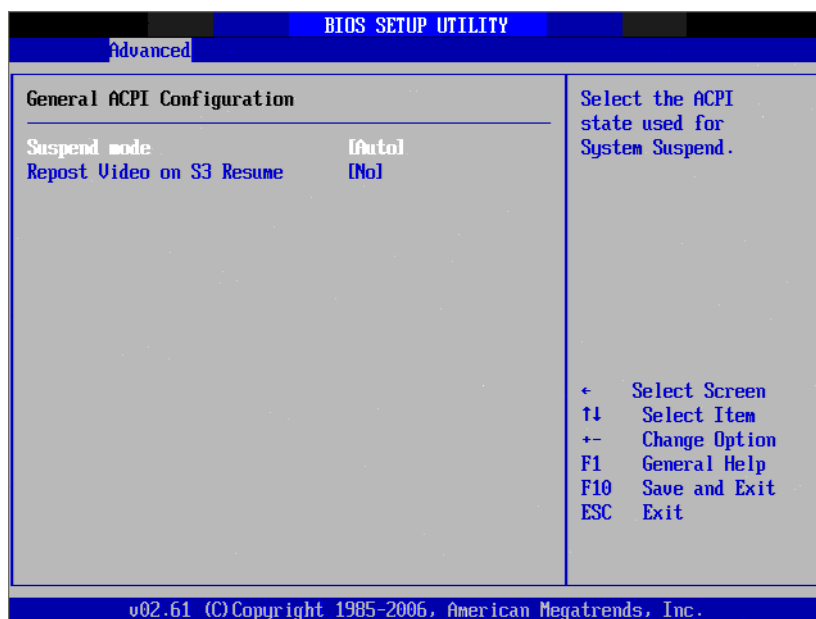 BIOS SETUP UTILITY
Advanced
General ACPI Configuration
Suspend mode [Auto]
Repost Video on S3 Resume [No]
Select the ACPI
state used for
System Suspend.
← Select Screen
↑↓ Select Item
+- Change Option
F1 General Help
F10 Save and Exit
ESC Exit
v02.61 (C)Copyright 1985-2006, American Megatrends, Inc.